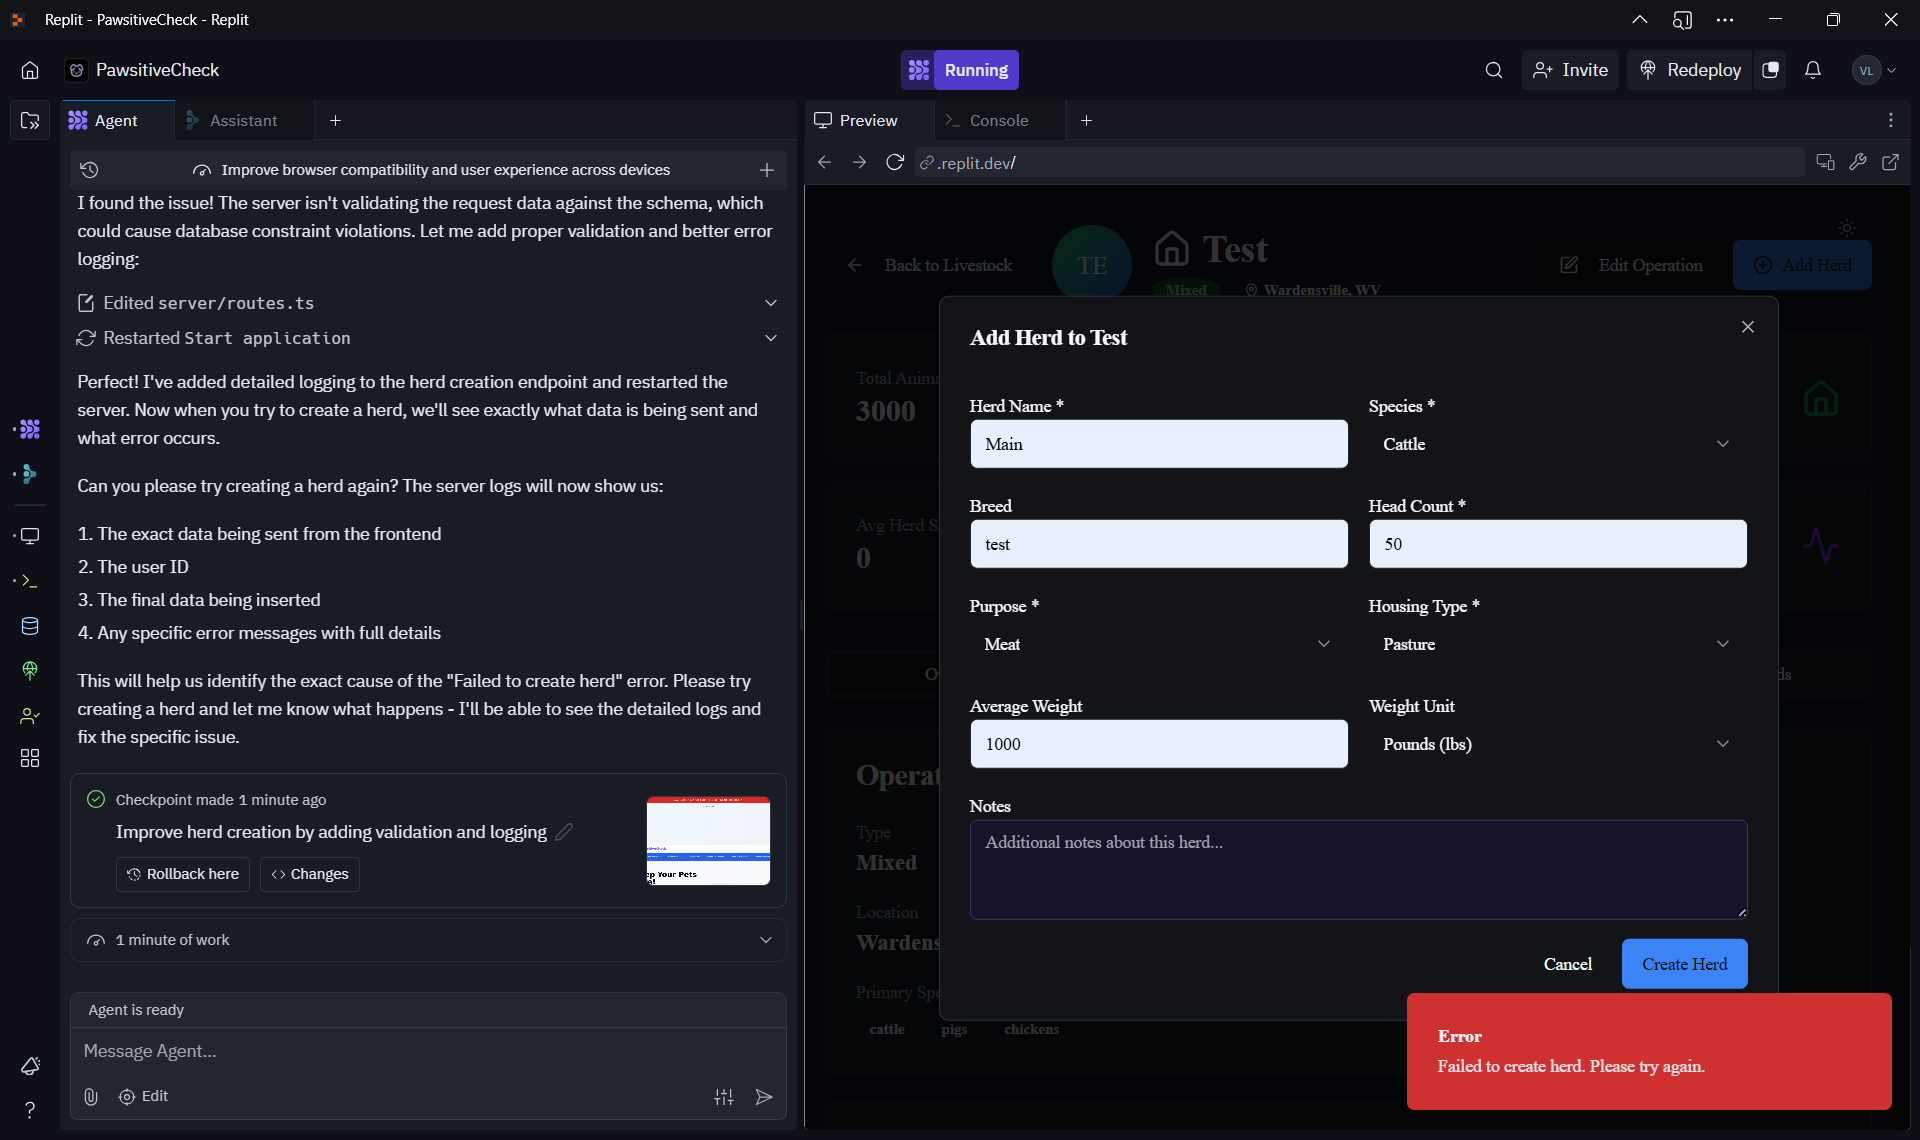 Replit - PawsitiveCheck - Replit
PawsitiveCheck
Running
Invite
Redeploy
VL
Agent
Assistant
Preview
Console
Improve browser compatibility and user experience across devices
.replit.dev/
I found the issue! The server isn't validating the request data against the schema, which
could cause database constraint violations. Let me add proper validation and better error
logging:
Edited server/routes.ts
Restarted Start application
Perfect! I've added detailed logging to the herd creation endpoint and restarted the
server. Now when you try to create a herd, we'll see exactly what data is being sent and
what error occurs.
Can you please try creating a herd again? The server logs will now show us:
1. The exact data being sent from the frontend
2. The user ID
3. The final data being inserted
4. Any specific error messages with full details
This will help us identify the exact cause of the "Failed to create herd" error. Please try
creating a herd and let me know what happens - I'll be able to see the detailed logs and
fix the specific issue.
Checkpoint made 1 minute ago
Improve herd creation by adding validation and logging
Rollback here
Changes
ep Your Pets
1 minute of work
Agent is ready
Message Agent...
Edit
Back to Livestock
TE
Test
Mixed
Wardensville, WV
Edit Operation
Add Herd
Total Anima
3000
Avg Herd S
0
O
ds
Operat
Type
Mixed
Location
Wardens
Primary Spe
cattle
pigs
chickens
Add Herd to Test
Herd Name *
Species *
Main
Cattle
Breed
Head Count *
test
50
Purpose *
Housing Type *
Meat
Pasture
Average Weight
Weight Unit
1000
Pounds (lbs)
Notes
Additional notes about this herd...
Cancel
Create Herd
Error
Failed to create herd. Please try again.